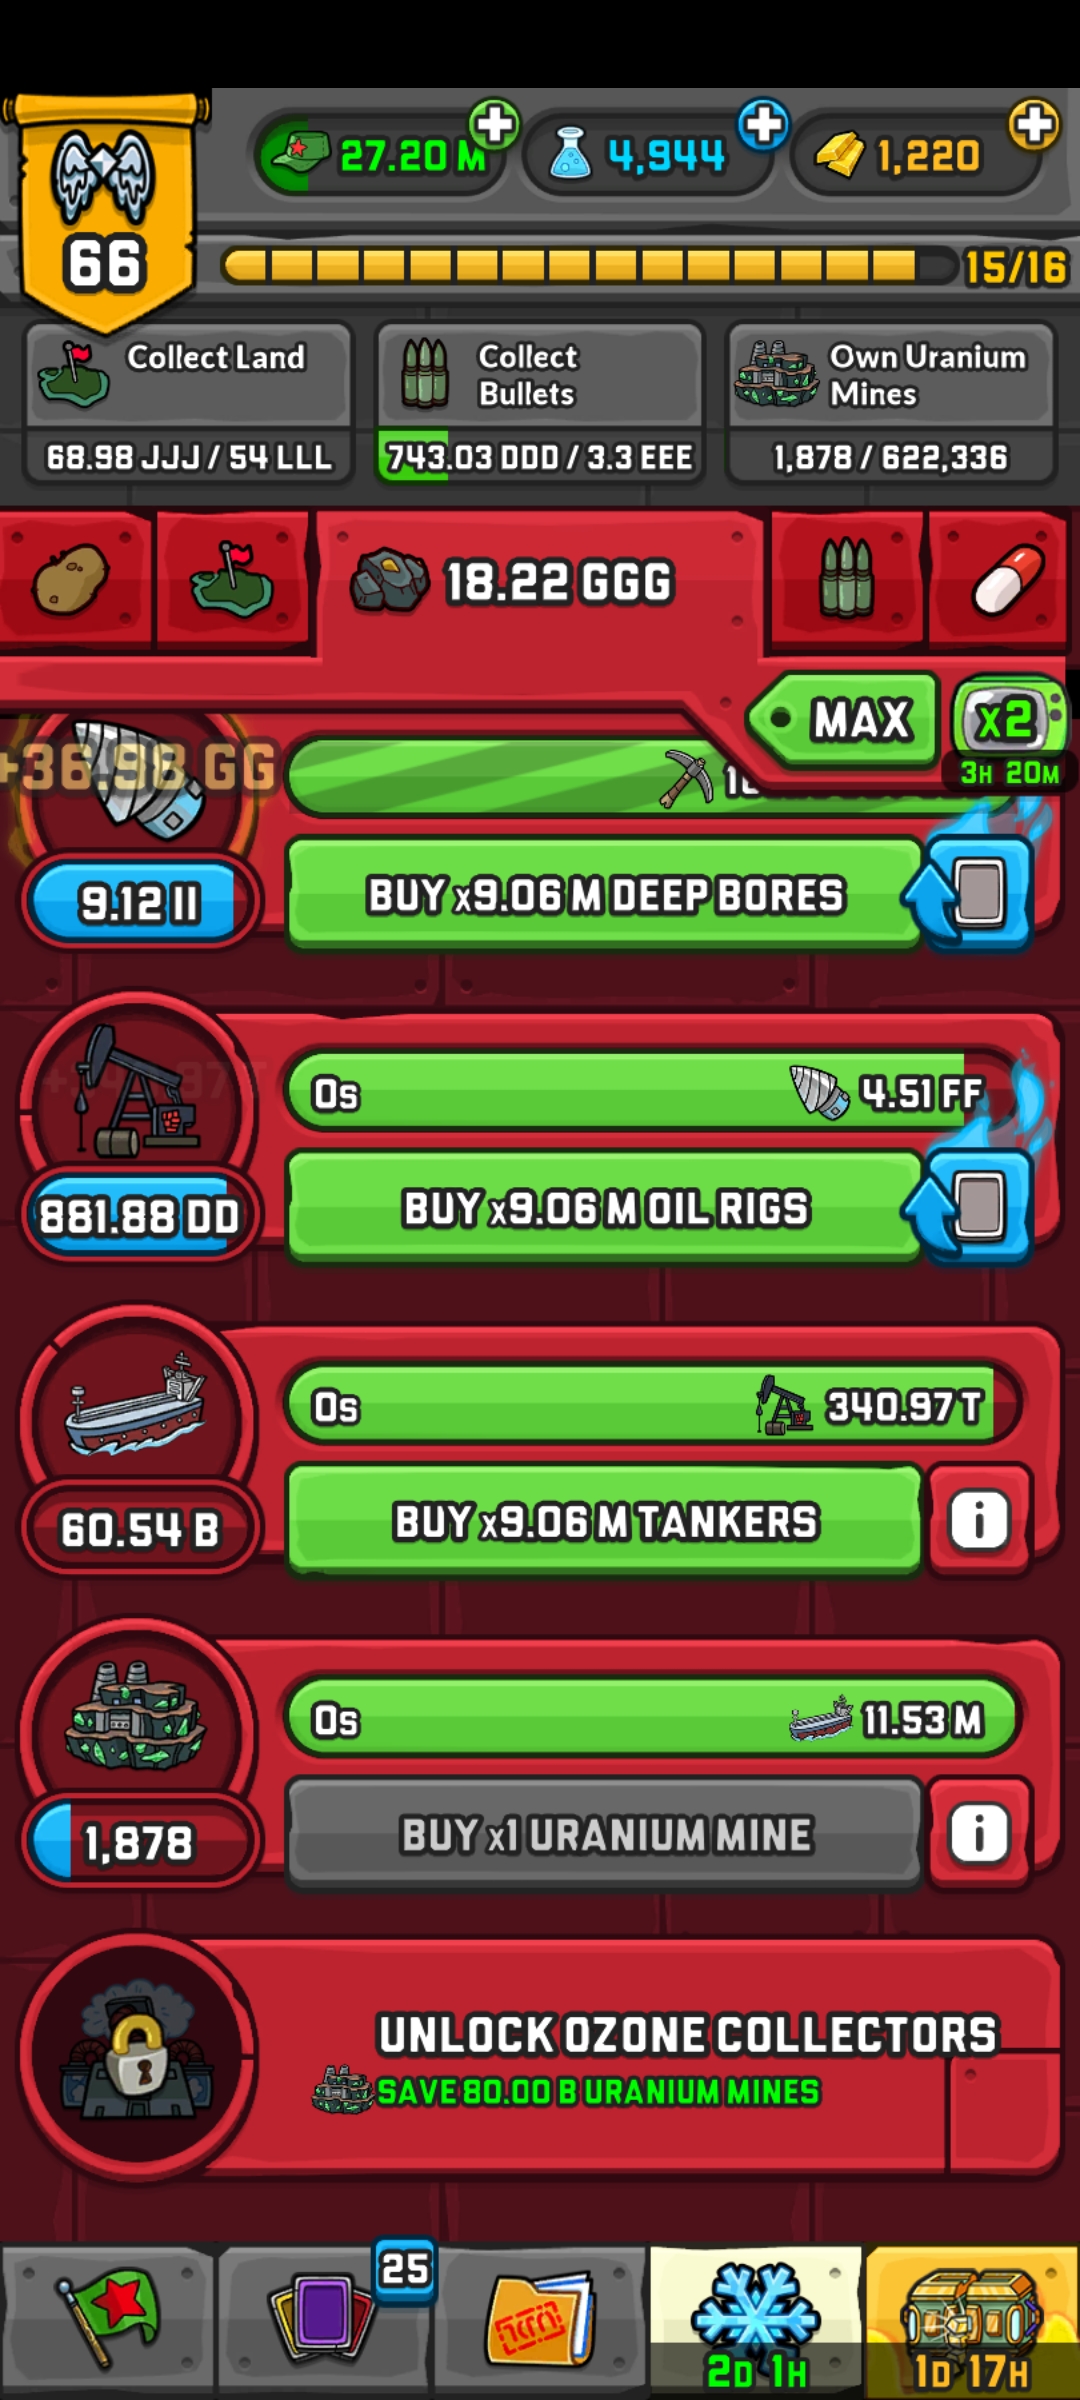 27.20 M
4,944
1,220
66
15/16
Collect Land
68.98 JJJ / 54 LLL
Collect
Bullets
743.03 DDD / 3.3 EEE
Own Uranium
Mines
1,878 / 622,336
18.22 GGG
MAX
x2
3H 20M
+36.98 GG
9.12 II
BUY x9.06 M DEEP BORES
0s
4.51 FF
881.88 DD
BUY x9.06 M OIL RIGS
0s
340.97 T
60.54 B
BUY x9.06 M TANKERS
i
0s
11.53 M
1,878
BUY x1 URANIUM MINE
i
UNLOCK OZONE COLLECTORS
SAVE 80.00 B URANIUM MINES
25
2D 1H
1D 17H